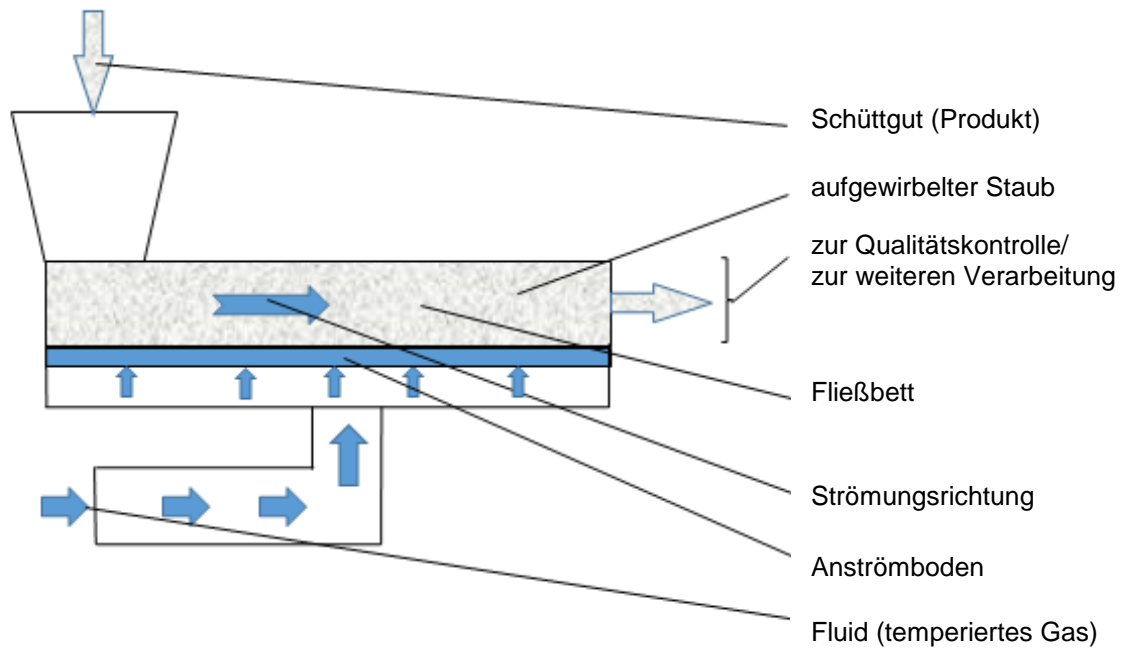 Schüttgut (Produkt)
aufgewirbelter Staub
zur Qualitätskontrolle/
zur weiteren Verarbeitung
Fließbett
Strömungsrichtung
Anströmboden
Fluid (temperiertes Gas)